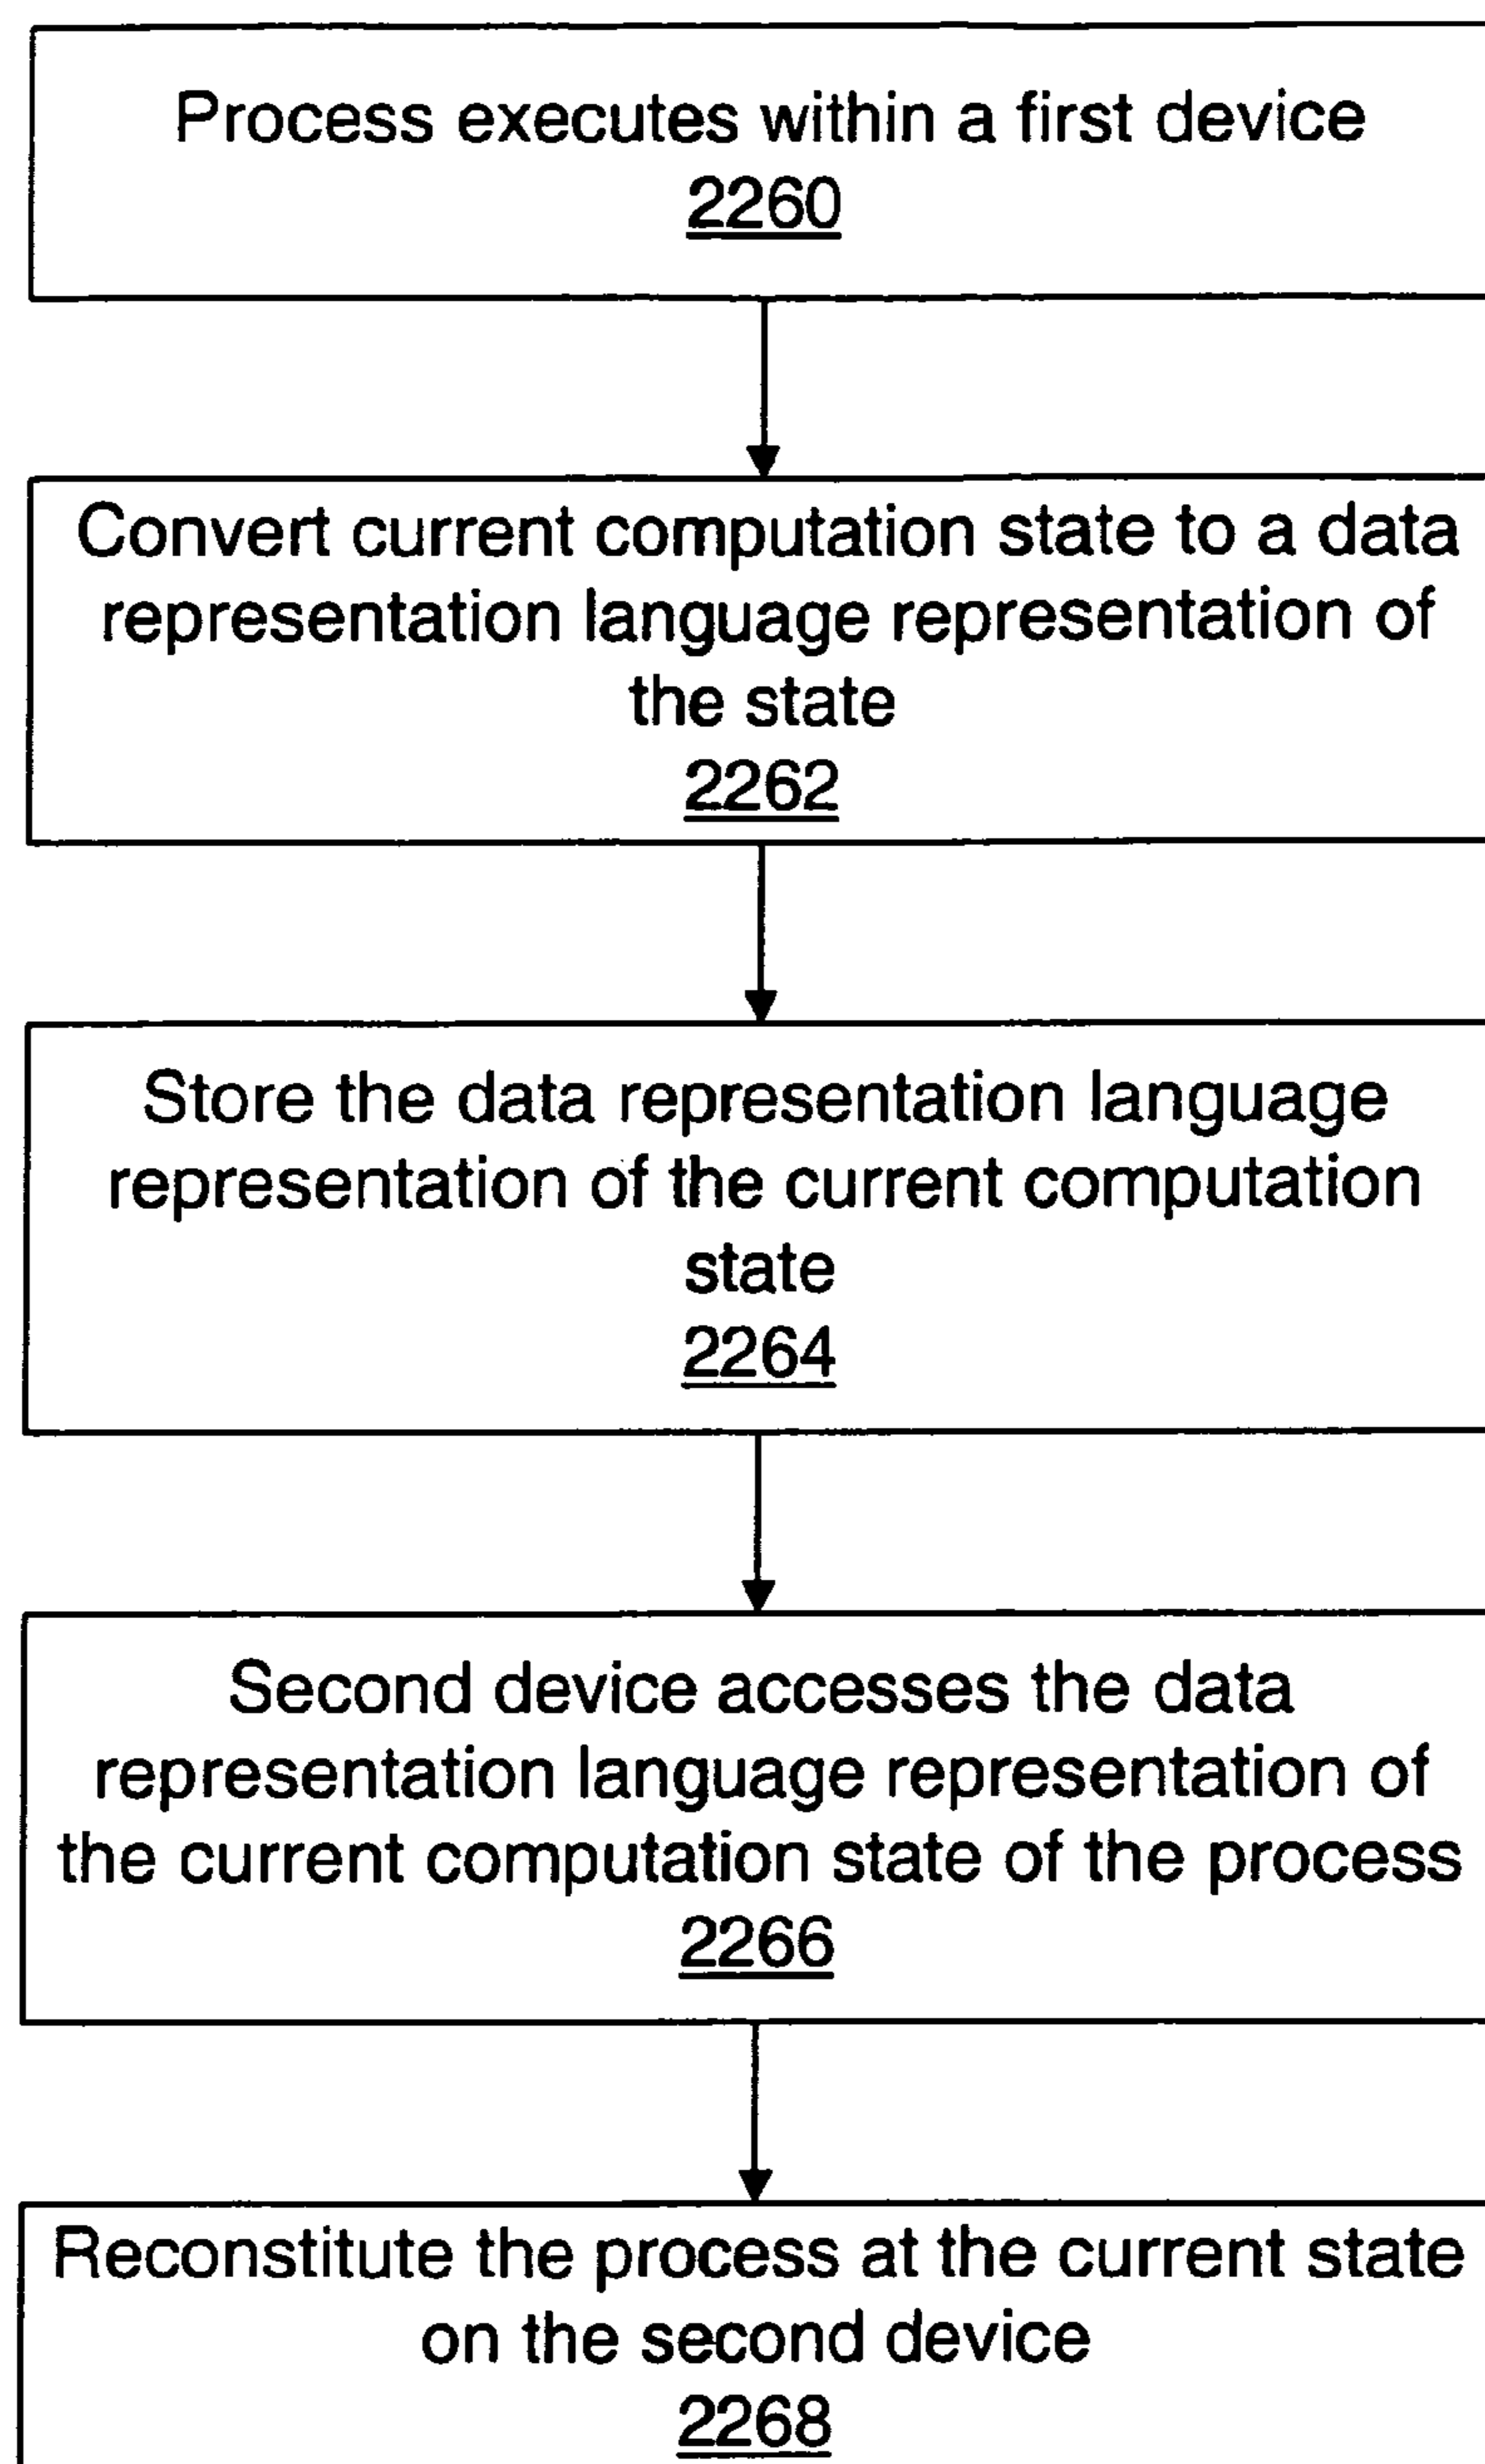 Process executes within a first device
2260
Convert current computation state to a data
representation language representation of
the state
2262
Store the data representation language
representation of the current computation
state
2264
Second device accesses the data
representation language representation of
the current computation state of the process
2266
Reconstitute the process at the current state
on the second device
2268